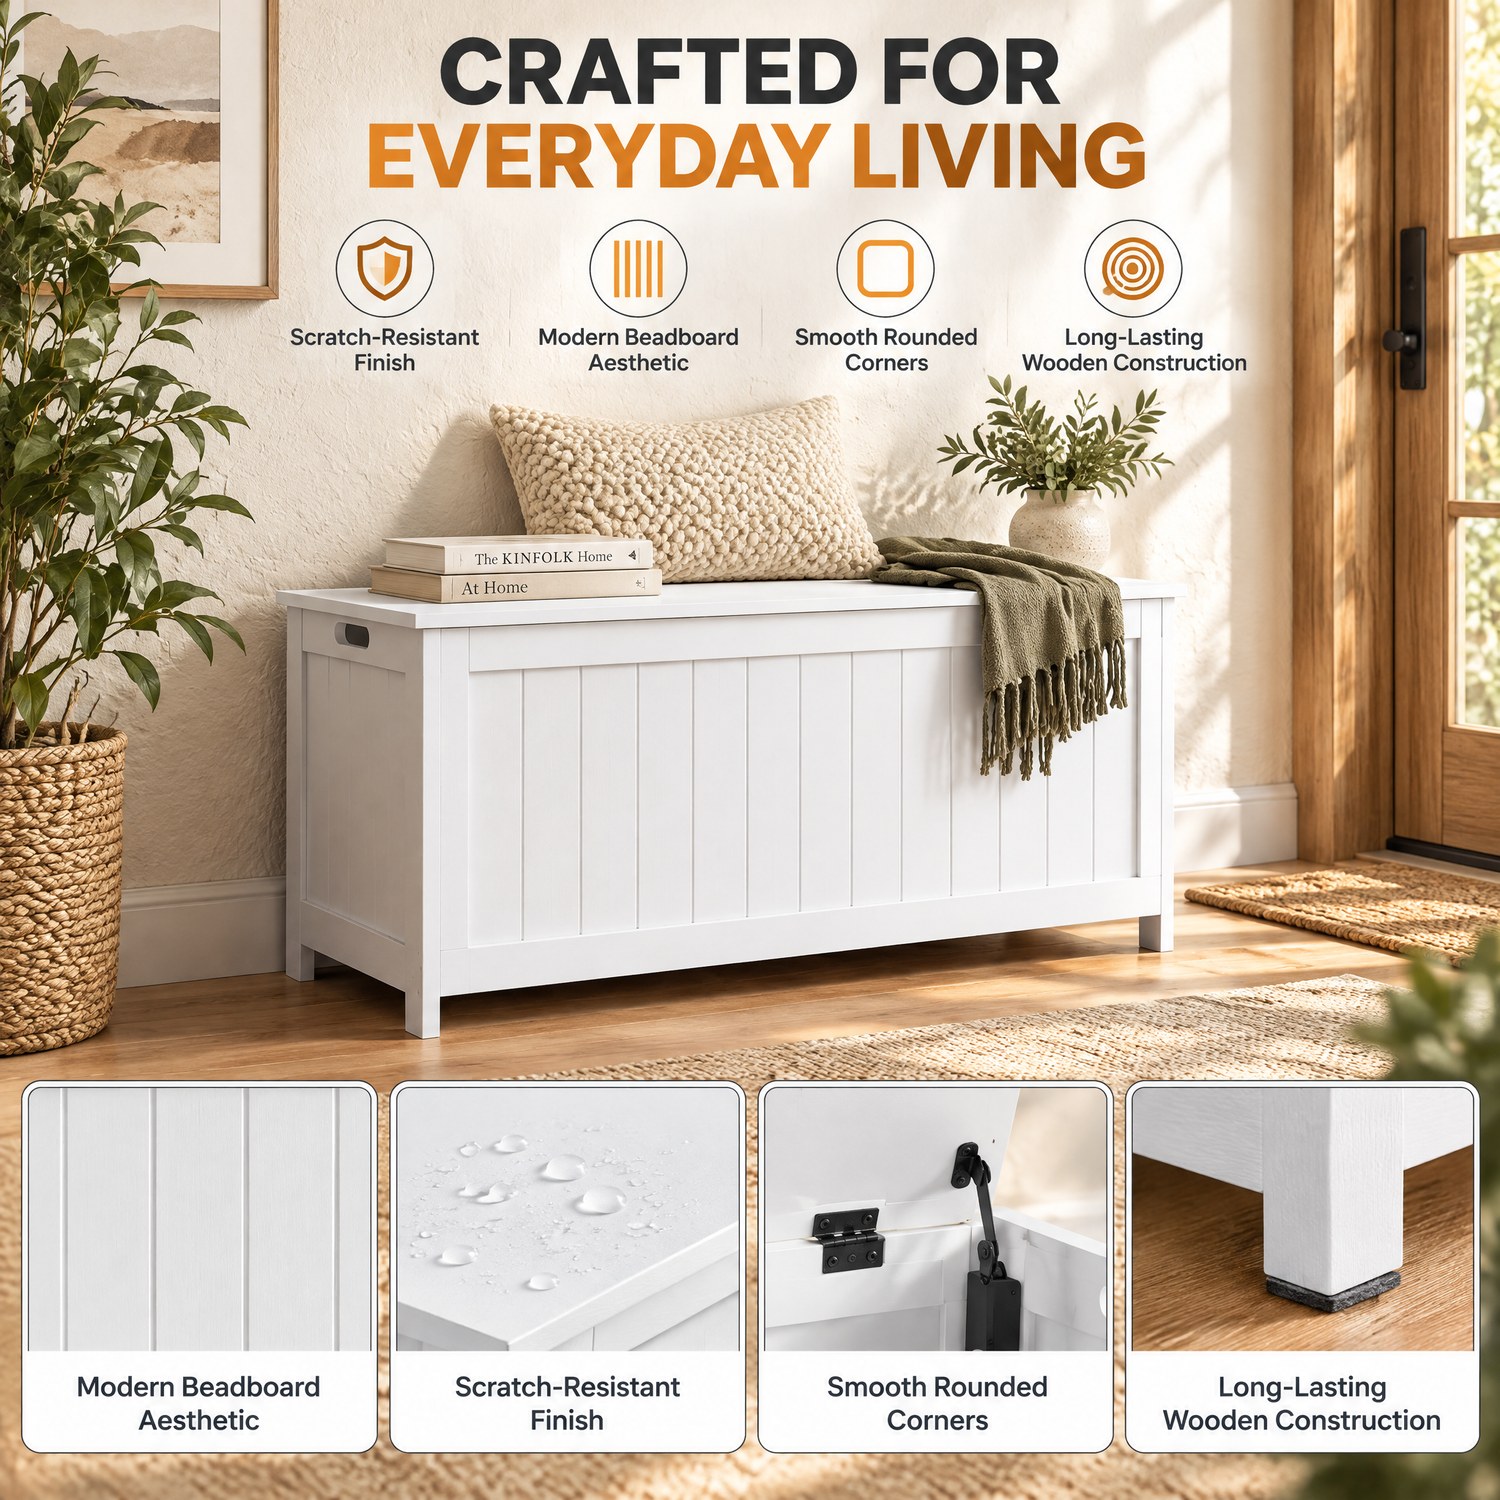 CRAFTED FOR
EVERYDAY LIVING
Scratch-Resistant
Finish
Modern Beadboard
Aesthetic
Smooth Rounded
Corners
Long-Lasting
Wooden Construction
The KINFOLK Home
At Home
Modern Beadboard
Aesthetic
Scratch-Resistant
Finish
Smooth Rounded
Corners
Long-Lasting
Wooden Construction